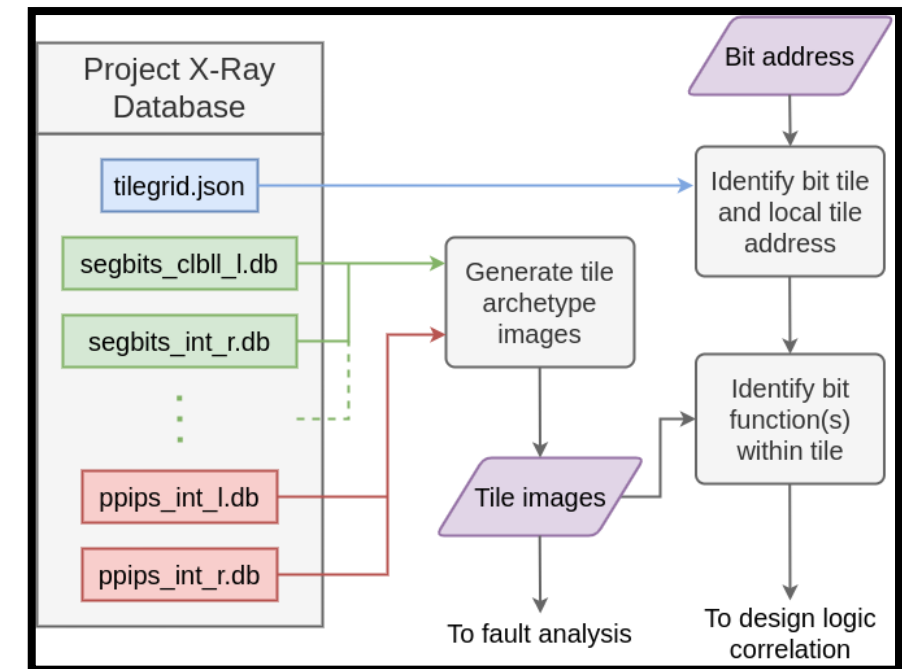 Project X-Ray
Database
tilegrid.json
segbits_clbll_l.db
segbits_int_r.db
ppips_int_l.db
ppips_int_r.db
Generate tile
archetype
images
Tile images
To fault analysis
Bit address
Identify bit tile
and local tile
address
Identify bit
function(s)
within tile
To design logic
correlation